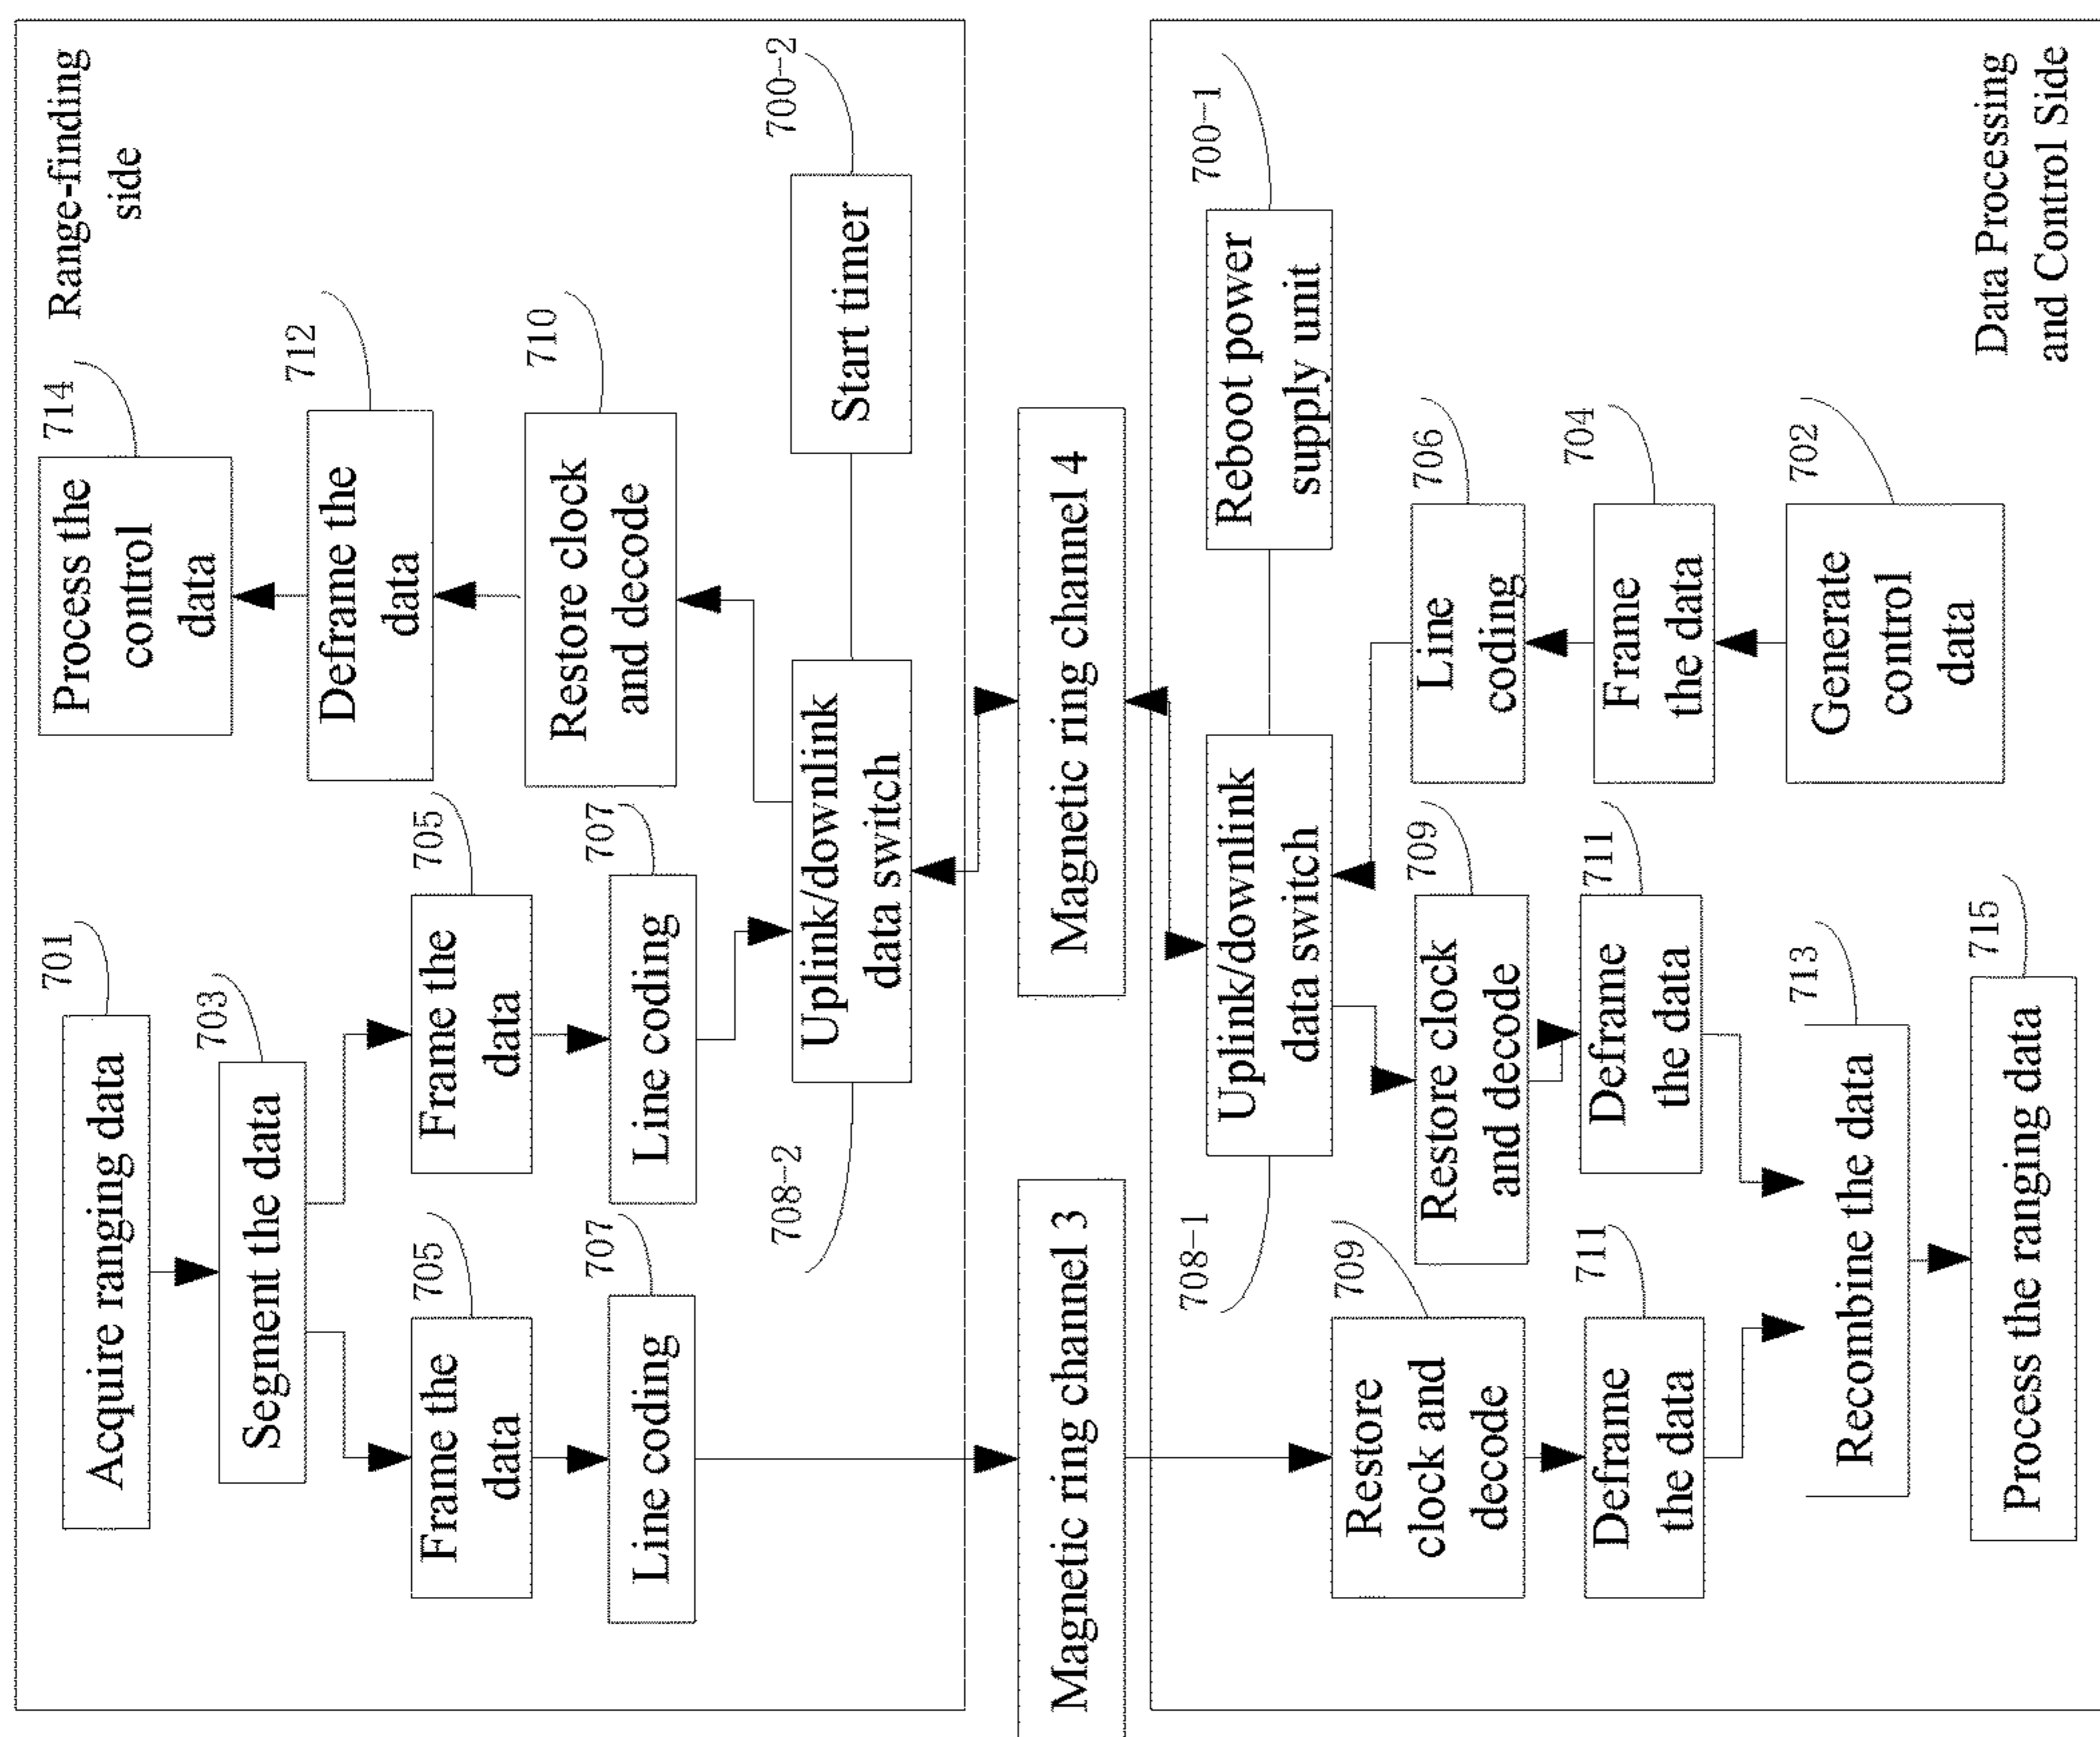 Range-finding
side
701
Acquire ranging data
703
Segment the data
705
Frame the
data
705
Frame the
data
707
Line coding
707
Line coding
714
Process the
control
data
712
Deframe the
data
710
Restore clock
and decode
700-2
Start timer
708-2
Uplink/downlink
data switch
Magnetic ring channel 3
Magnetic ring channel 4
700-1
Reboot power
supply unit
708-1
Uplink/downlink
data switch
706
Line
coding
704
Frame
the data
702
Generate
control
data
709
Restore
clock and
decode
709
Restore clock
and decode
711
Deframe
the data
711
Deframe
the data
713
Recombine the data
715
Process the ranging data
Data Processing
and Control Side